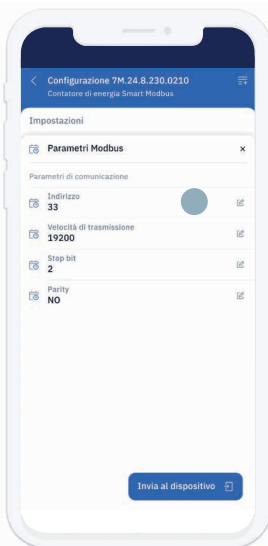 Configurazione 7M.24.8.230.0210
Contatore di energia Smart Modbus
Impostazioni
Parametri Modbus
Parametri di comunicazione
Indirizzo
33
Velocità di trasmissione
19200
Stop bit
2
Parity
NO
Invia al dispositivo